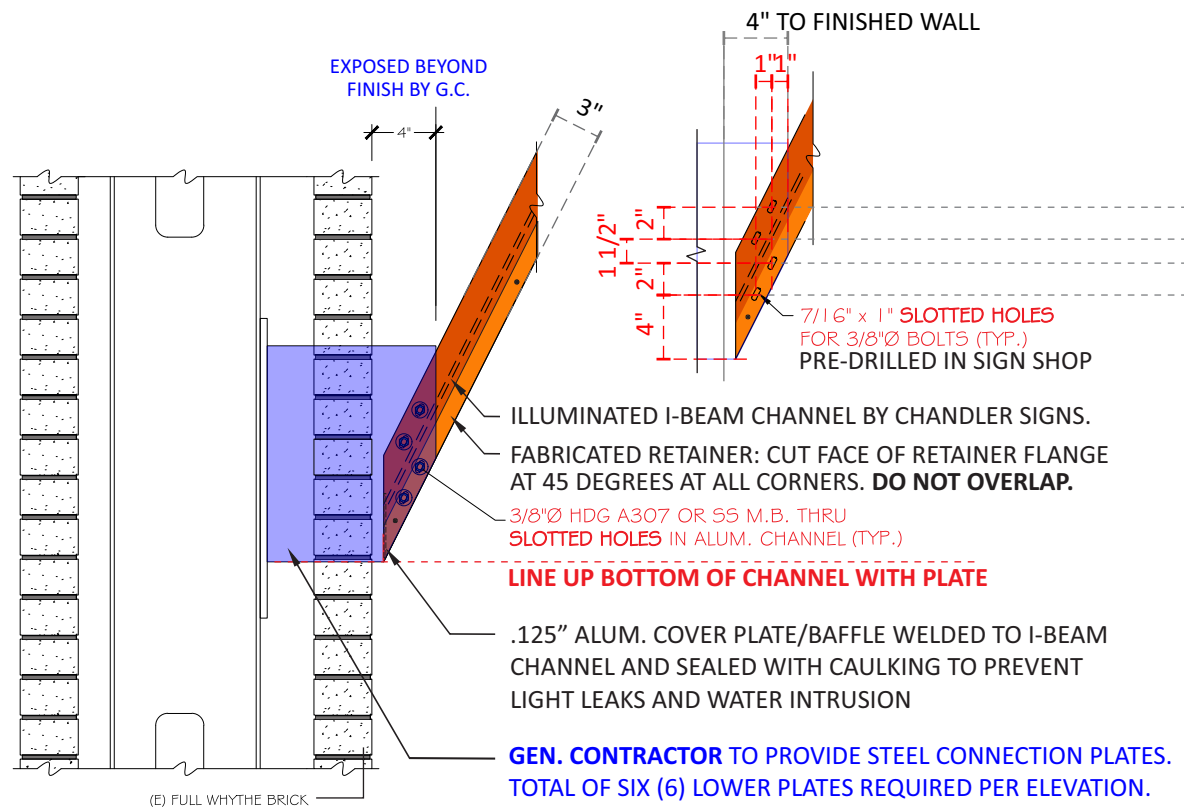 4" TO FINISHED WALL
EXPOSED BEYOND
FINISH BY G.C.
1" 1"
3"
4"
2"
1 1/2"
2"
4"
7/16" x 1" SLOTTED HOLES
FOR 3/8"Ø BOLTS (TYP.)
PRE-DRILLED IN SIGN SHOP
ILLUMINATED I-BEAM CHANNEL BY CHANDLER SIGNS.
FABRICATED RETAINER: CUT FACE OF RETAINER FLANGE
AT 45 DEGREES AT ALL CORNERS. DO NOT OVERLAP.
3/8"Ø HDG A307 OR SS M.B. THRU
SLOTTED HOLES IN ALUM. CHANNEL (TYP.)
LINE UP BOTTOM OF CHANNEL WITH PLATE
.125” ALUM. COVER PLATE/BAFFLE WELDED TO I-BEAM
CHANNEL AND SEALED WITH CAULKING TO PREVENT
LIGHT LEAKS AND WATER INTRUSION
GEN. CONTRACTOR TO PROVIDE STEEL CONNECTION PLATES.
TOTAL OF SIX (6) LOWER PLATES REQUIRED PER ELEVATION.
(E) FULL WHYTHE BRICK